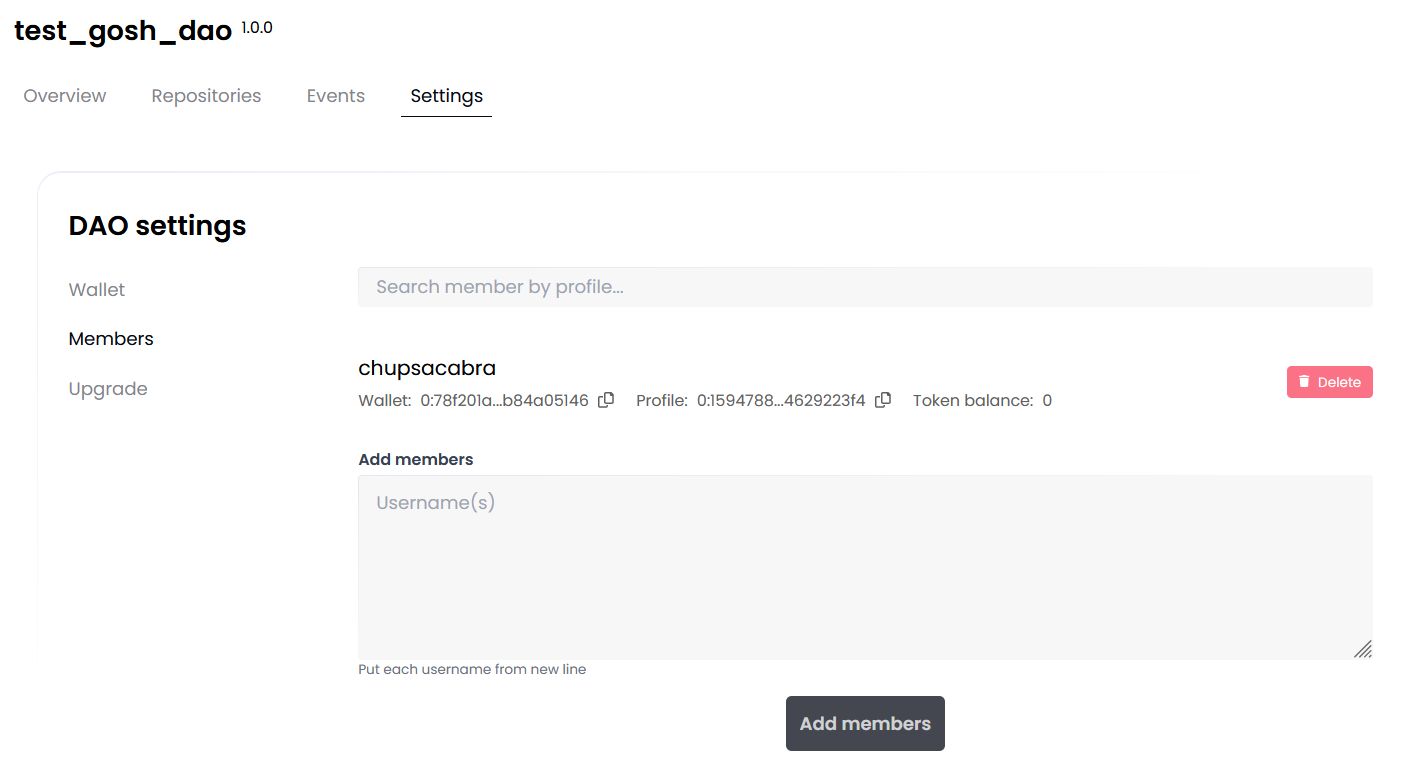 test_gosh_dao 1.0.0
Overview Repositories Events Settings
DAO settings
Wallet
Search member by profile...
Members
Upgrade
chupsacabra
Delete
Wallet: 0:78f201a...b84a05146 Profile: 0:1594788...4629223f4 Token balance: 0
Add members
Username(s)
Put each username from new line
Add members